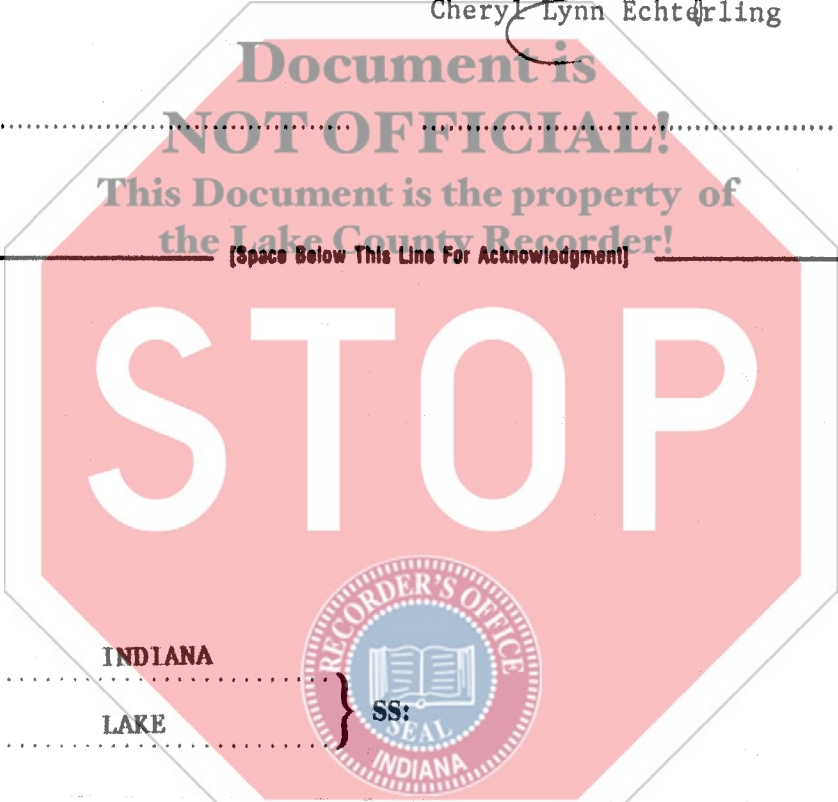 Cheryl Lynn Echterling
Document is
NOT OFFICIAL!
This Document is the property of
the Lake County Recorder!
[Space Below This Line For Acknowledgment]
STOP
RECORDER'S OFFICE
INDIANA
LAKE
SS:
SEAL
INDIANA